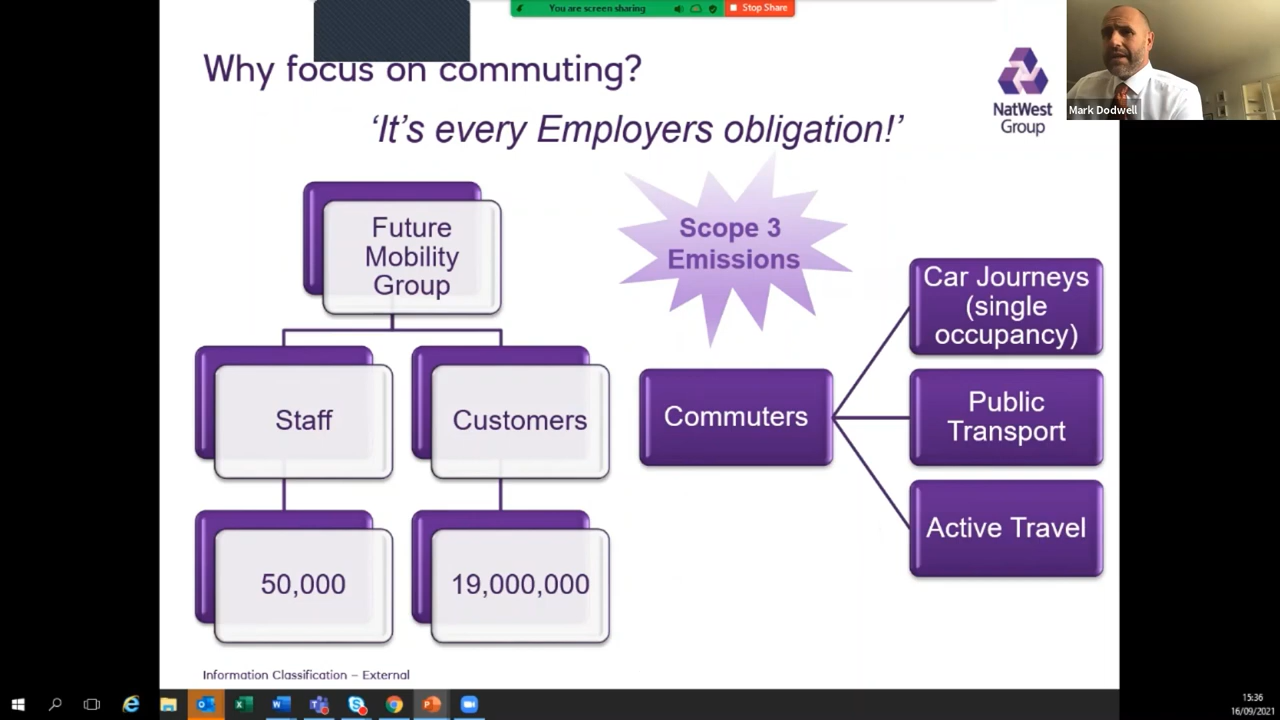 You are screen sharing
Stop Share
Why focus on commuting?
NatWest
Group
Mark Dodwell
‘It’s every Employers obligation!’
Future
Mobility
Group
Staff
Customers
50,000
19,000,000
Scope 3
Emissions
Commuters
Car Journeys
(single
occupancy)
Public
Transport
Active Travel
Information Classification – External
15:36
16/09/2021